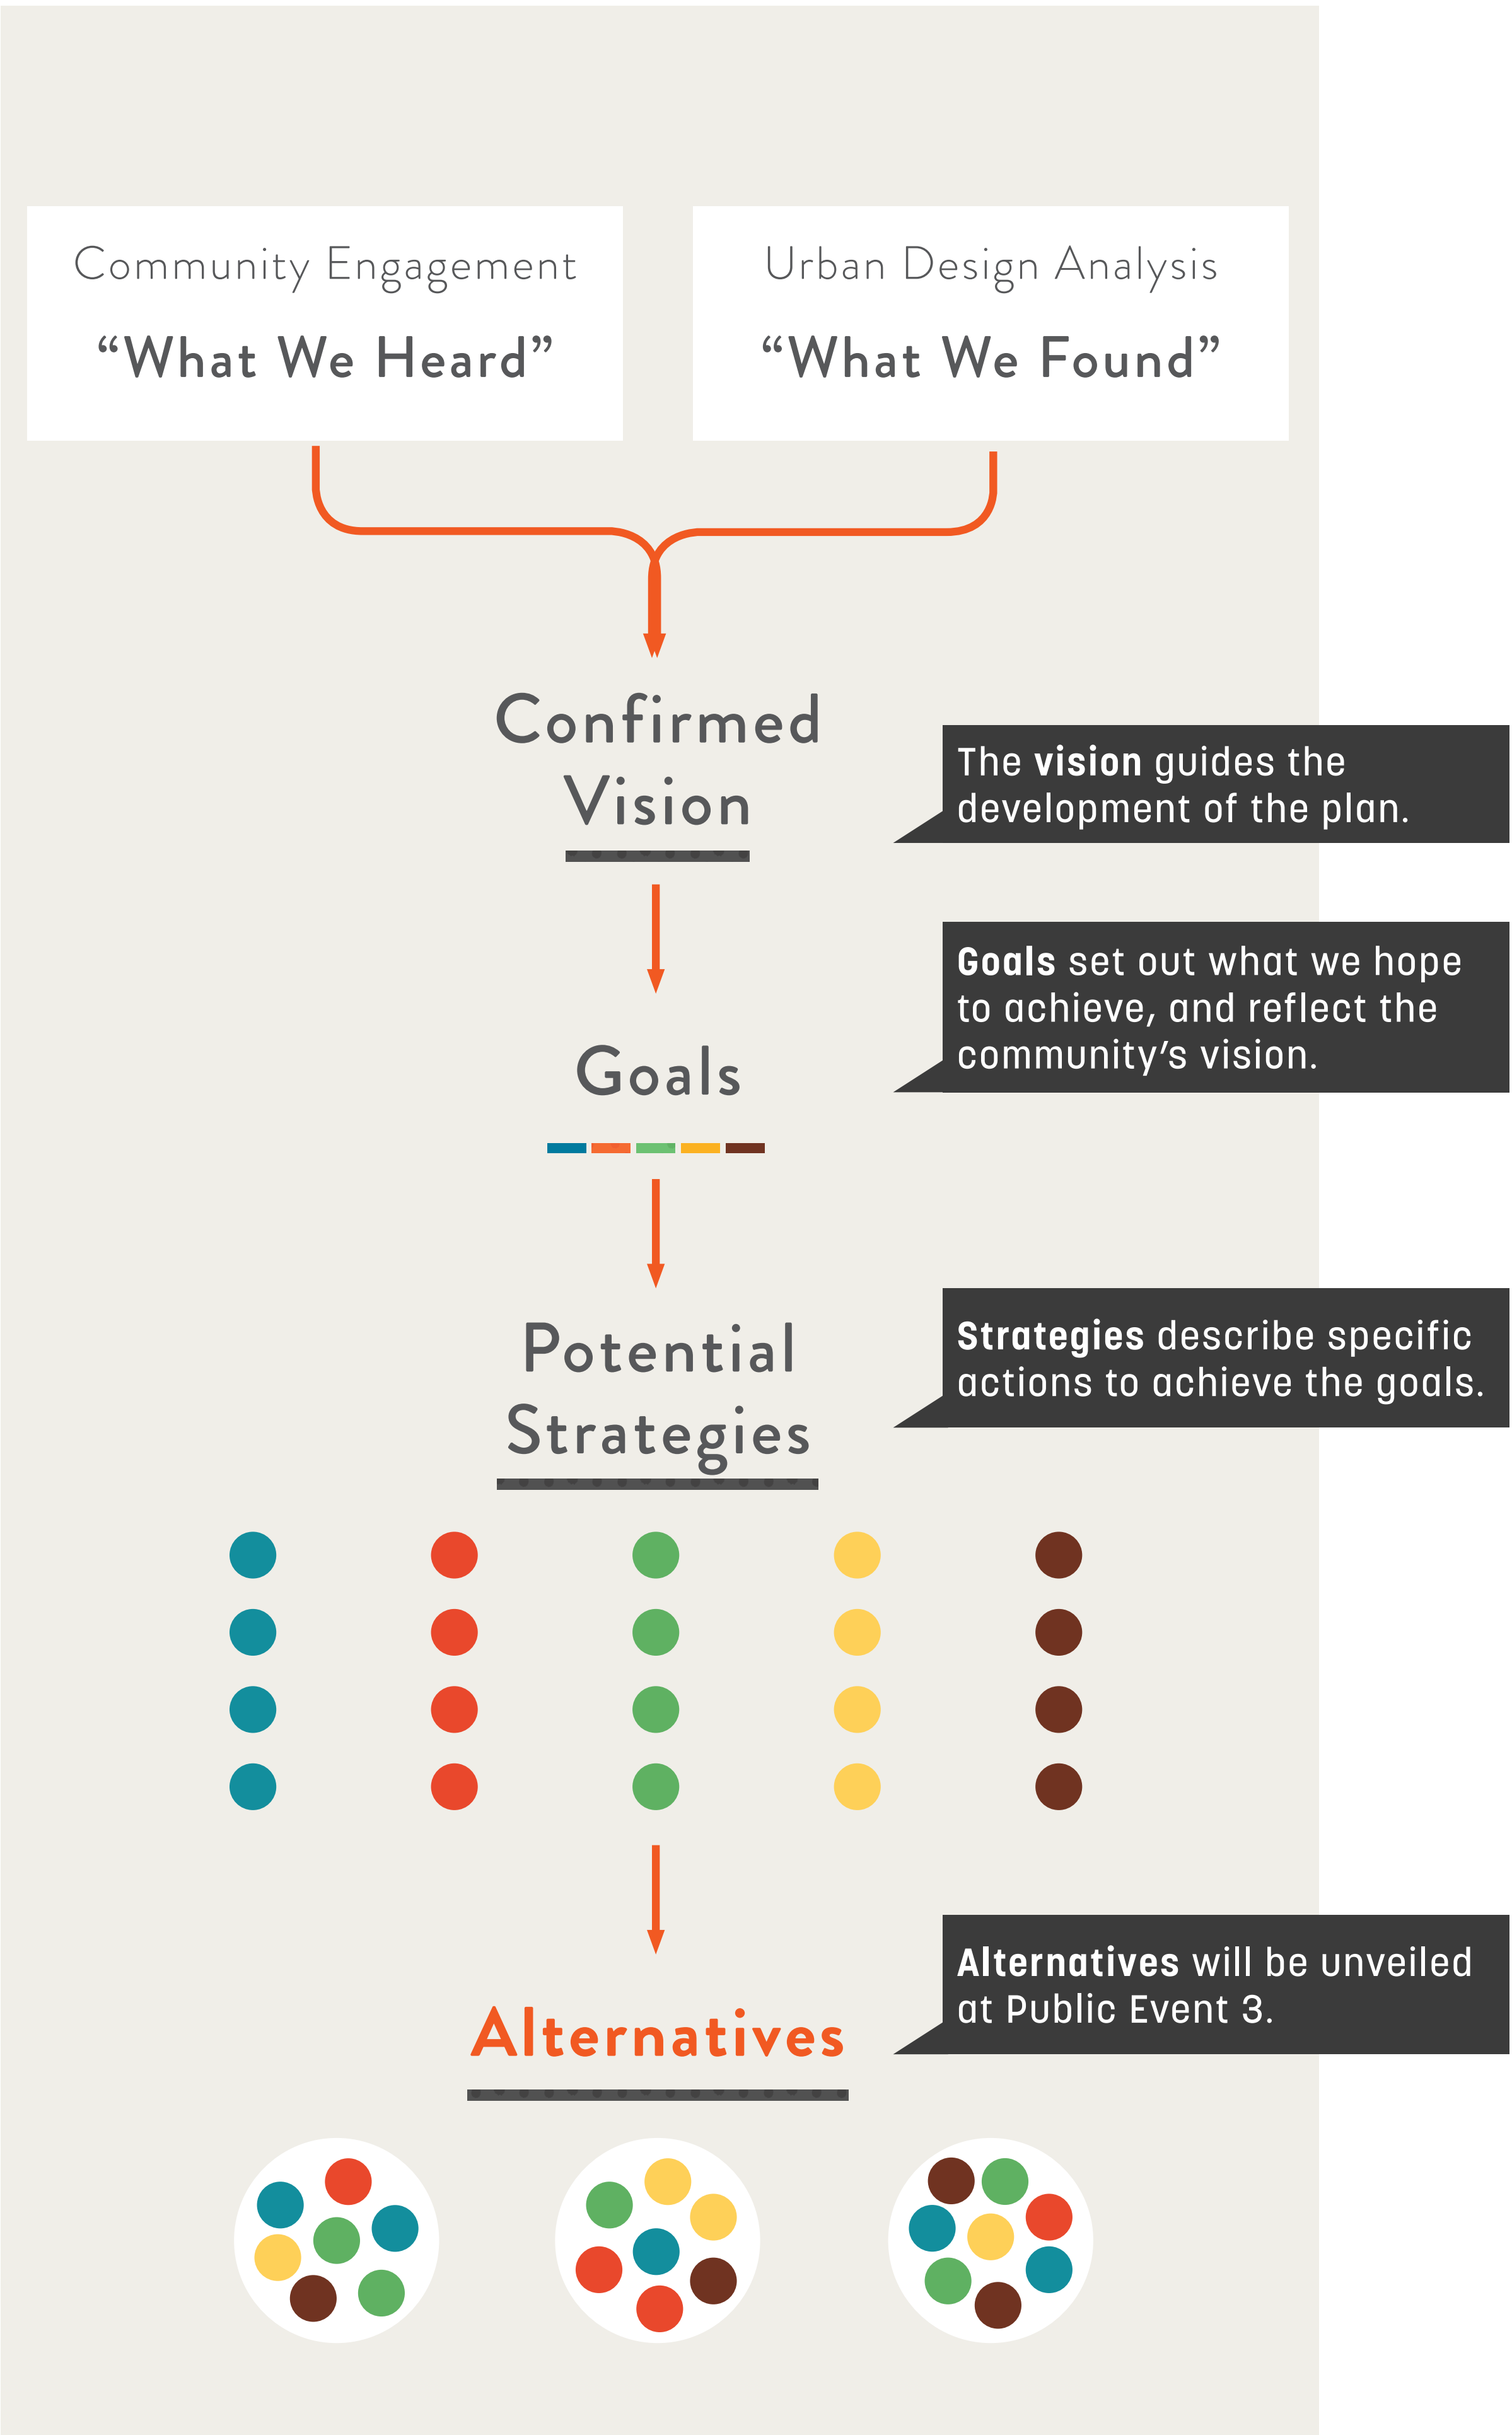 Community Engagement
“What We Heard”
Urban Design Analysis
“What We Found”
Confirmed
Vision
The vision guides the
development of the plan.
Goals
Goals set out what we hope
to achieve, and reflect the
community’s vision.
Potential
Strategies
Strategies describe specific
actions to achieve the goals.
Alternatives
Alternatives will be unveiled
at Public Event 3.